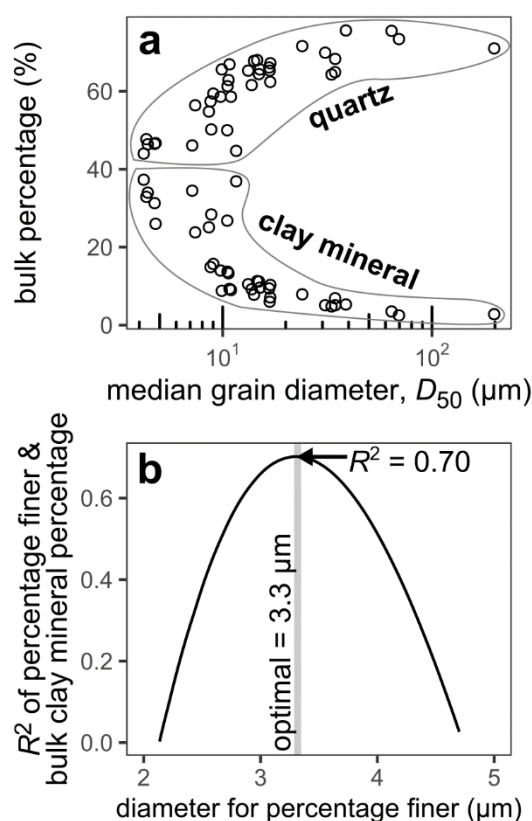 a
bulk percentage (%)
60
40
20
0
quartz
clay mineral
10¹
10²
median grain diameter, D₅₀ (μm)
b
R² of percentage finer &
bulk clay mineral percentage
0.6
0.4
0.2
0.0
R² = 0.70
optimal = 3.3 μm
2
3
4
5
diameter for percentage finer (μm)